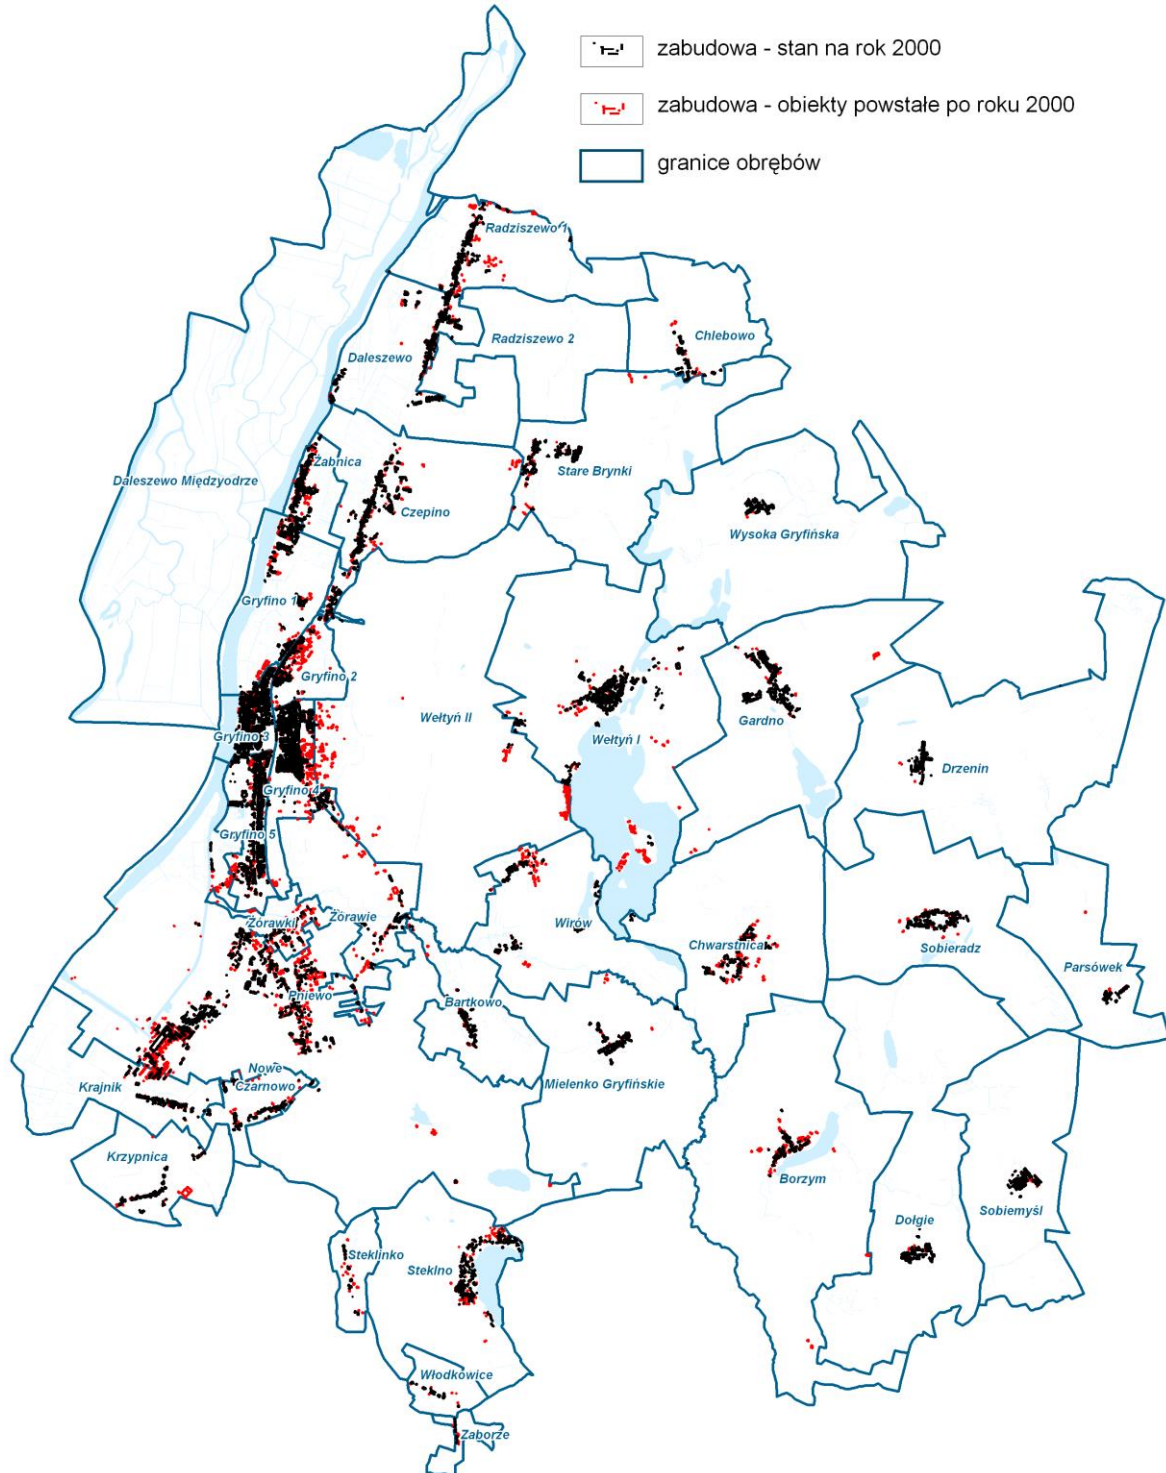 zabudowa - stan na rok 2000
zabudowa - obiekty powstałe po roku 2000
granice obrębów
Radziszewo 1
Radziszewo 2
Chlebowo
Daleszewo
Żabnica
Daleszewo Międzyodrze
Stare Brynki
Czepino
Wysoka Gryfińska
Gryfino 1
Gryfino 2
Wełtyń II
Gardno
Gryfino 3
Wełtyń I
Drzenin
Gryfino 4
Gryfino 5
Żórawki
Żórawie
Wirów
Chwarstnica
Sobieradz
Parsówek
Pniewo
Bartkowo
Nowe
Czarnowo
Krajnik
Mielenko Gryfińskie
Krzypnica
Borzym
Sobiemyśl
Dołgie
Steklinko
Steklno
Włodkowice
Zaborze